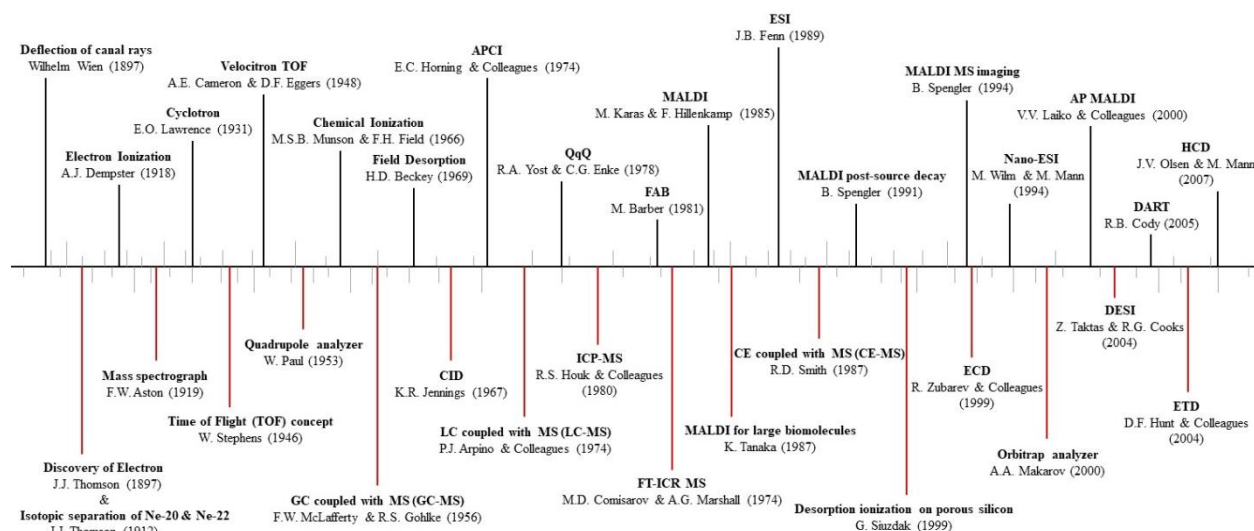 Deflection of canal rays
Wilhelm Wien (1897)
Electron Ionization
A.J. Dempster (1918)
Cyclotron
E.O. Lawrence (1931)
Velocitron TOF
A.E. Cameron & D.F. Eggers (1948)
Chemical Ionization
M.S.B. Munson & F.H. Field (1966)
Field Desorption
H.D. Beckey (1969)
APCI
E.C. Horning & Colleagues (1974)
QqQ
R.A. Yost & C.G. Enke (1978)
FAB
M. Barber (1981)
MALDI
M. Karas & F. Hillenkamp (1985)
ESI
J.B. Fenn (1989)
MALDI post-source decay
B. Spengler (1991)
MALDI MS imaging
B. Spengler (1994)
Nano-ESI
M. Wilm & M. Mann
(1994)
AP MALDI
V.V. Laiko & Colleagues (2000)
DART
R.B. Cody (2005)
HCD
J.V. Olsen & M. Mann
(2007)
Discovery of Electron
J.J. Thomson (1897)
&
Isotopic separation of Ne-20 & Ne-22
J.J. Thomson (1912)
Mass spectrograph
F.W. Aston (1919)
Time of Flight (TOF) concept
W. Stephens (1946)
Quadrupole analyzer
W. Paul (1953)
GC coupled with MS (GC-MS)
F.W. McLafferty & R.S. Gohlke (1956)
CID
K.R. Jennings (1967)
LC coupled with MS (LC-MS)
P.J. Arpino & Colleagues (1974)
ICP-MS
R.S. Houk & Colleagues
(1980)
FT-ICR MS
M.D. Comisarov & A.G. Marshall (1974)
MALDI for large biomolecules
K. Tanaka (1987)
CE coupled with MS (CE-MS)
R.D. Smith (1987)
Desorption ionization on porous silicon
G. Siuzdak (1999)
ECD
R. Zubarev & Colleagues
(1999)
Orbitrap analyzer
A.A. Makarov (2000)
DESI
Z. Taktas & R.G. Cooks
(2004)
ETD
D.F. Hunt & Colleagues
(2004)